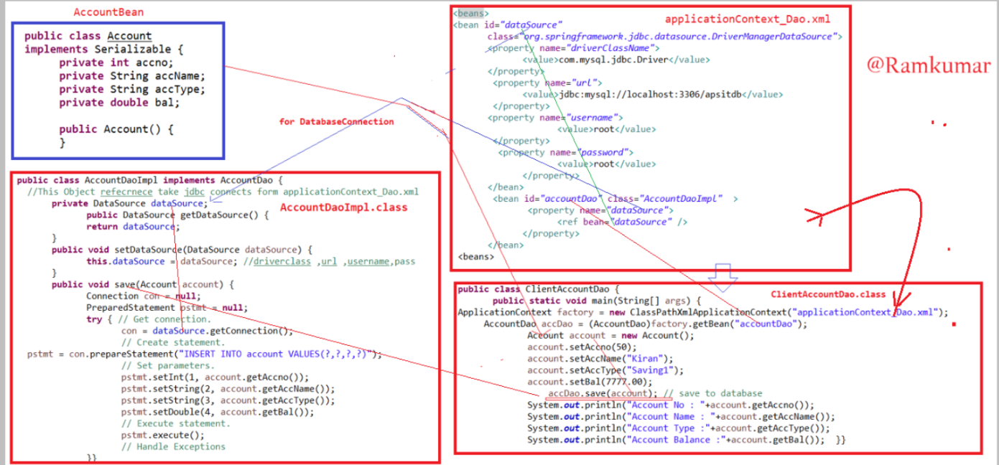 AccountBean
public class Account
implements Serializable {
private int accno;
private String accName;
private String accType;
private double bal;
public Account() {
}
for DatabaseConnection
applicationContext_Dao.xml
<beans>
<bean id="dataSource"
class="org.springframework.jdbc.datasource.DriverManagerDataSource">
<property name="driverClassName">
<value>com.mysql.jdbc.Driver</value>
</property>
<property name="url">
<value>jdbc:mysql://localhost:3306/apsitdb</value>
</property>
<property name="username">
<value>root</value>
</property>
<property name="password">
<value>root</value>
</property>
</bean>
<bean id="accountDao" class="AccountDaoImpl" >
<property name="dataSource">
<ref bean="dataSource" />
</property>
</bean>
<beans>
@Ramkumar
public class AccountDaoImpl implements AccountDao {
//This Object refecrnece take jdbc connects form applicationContext_Dao.xml
private DataSource dataSource;
AccountDaoImpl.class
public DataSource getDataSource() {
return dataSource;
}
public void setDataSource(DataSource dataSource) {
this.dataSource = dataSource; //driverclass ,url ,username,pass
}
public void save(Account account) {
Connection con = null;
PreparedStatement pstmt = null;
try { // Get connection.
con = dataSource.getConnection();
// Create statement.
pstmt = con.prepareStatement("INSERT INTO account VALUES(?,?,?,?)");
// Set parameters.
pstmt.setInt(1, account.getAccno());
pstmt.setString(2, account.getAccName());
pstmt.setString(3, account.getAccType());
pstmt.setDouble(4, account.getBal());
// Execute statement.
pstmt.execute();
// Handle Exceptions
}}
public class ClientAccountDao {
ClientAccountDao.class
public static void main(String[] args) {
ApplicationContext factory = new ClassPathXmlApplicationContext("applicationContext_Dao.xml");
AccountDao accDao = (AccountDao)factory.getBean("accountDao");
Account account = new Account();
account.setAccno(50);
account.setAccName("Kiran");
account.setAccType("Saving1");
account.setBal(7777.00);
accDao.save(account); // save to database
System.out.println("Account No : "+account.getAccno());
System.out.println("Account Name : "+account.getAccName());
System.out.println("Account Type :"+account.getAccType());
System.out.println("Account Balance :"+account.getBal()); }}